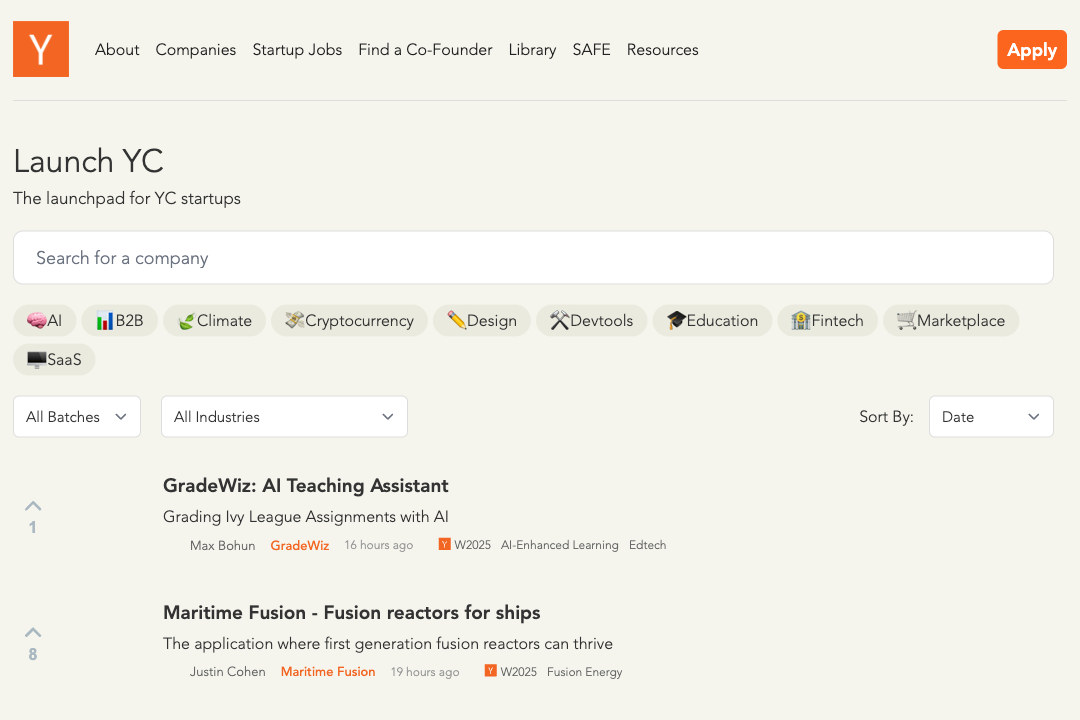 Y About Companies Startup Jobs Find a Co-Founder Library SAFE Resources Apply
Launch YC
The launchpad for YC startups
Search for a company
AI B2B Climate Cryptocurrency Design Devtools Education Fintech Marketplace
SaaS
All Batches All Industries Sort By: Date
GradeWiz: AI Teaching Assistant
Grading Ivy League Assignments with AI
1
Max Bohun GradeWiz 16 hours ago Y W2025 AI-Enhanced Learning Edtech
Maritime Fusion - Fusion reactors for ships
The application where first generation fusion reactors can thrive
8
Justin Cohen Maritime Fusion 19 hours ago Y W2025 Fusion Energy